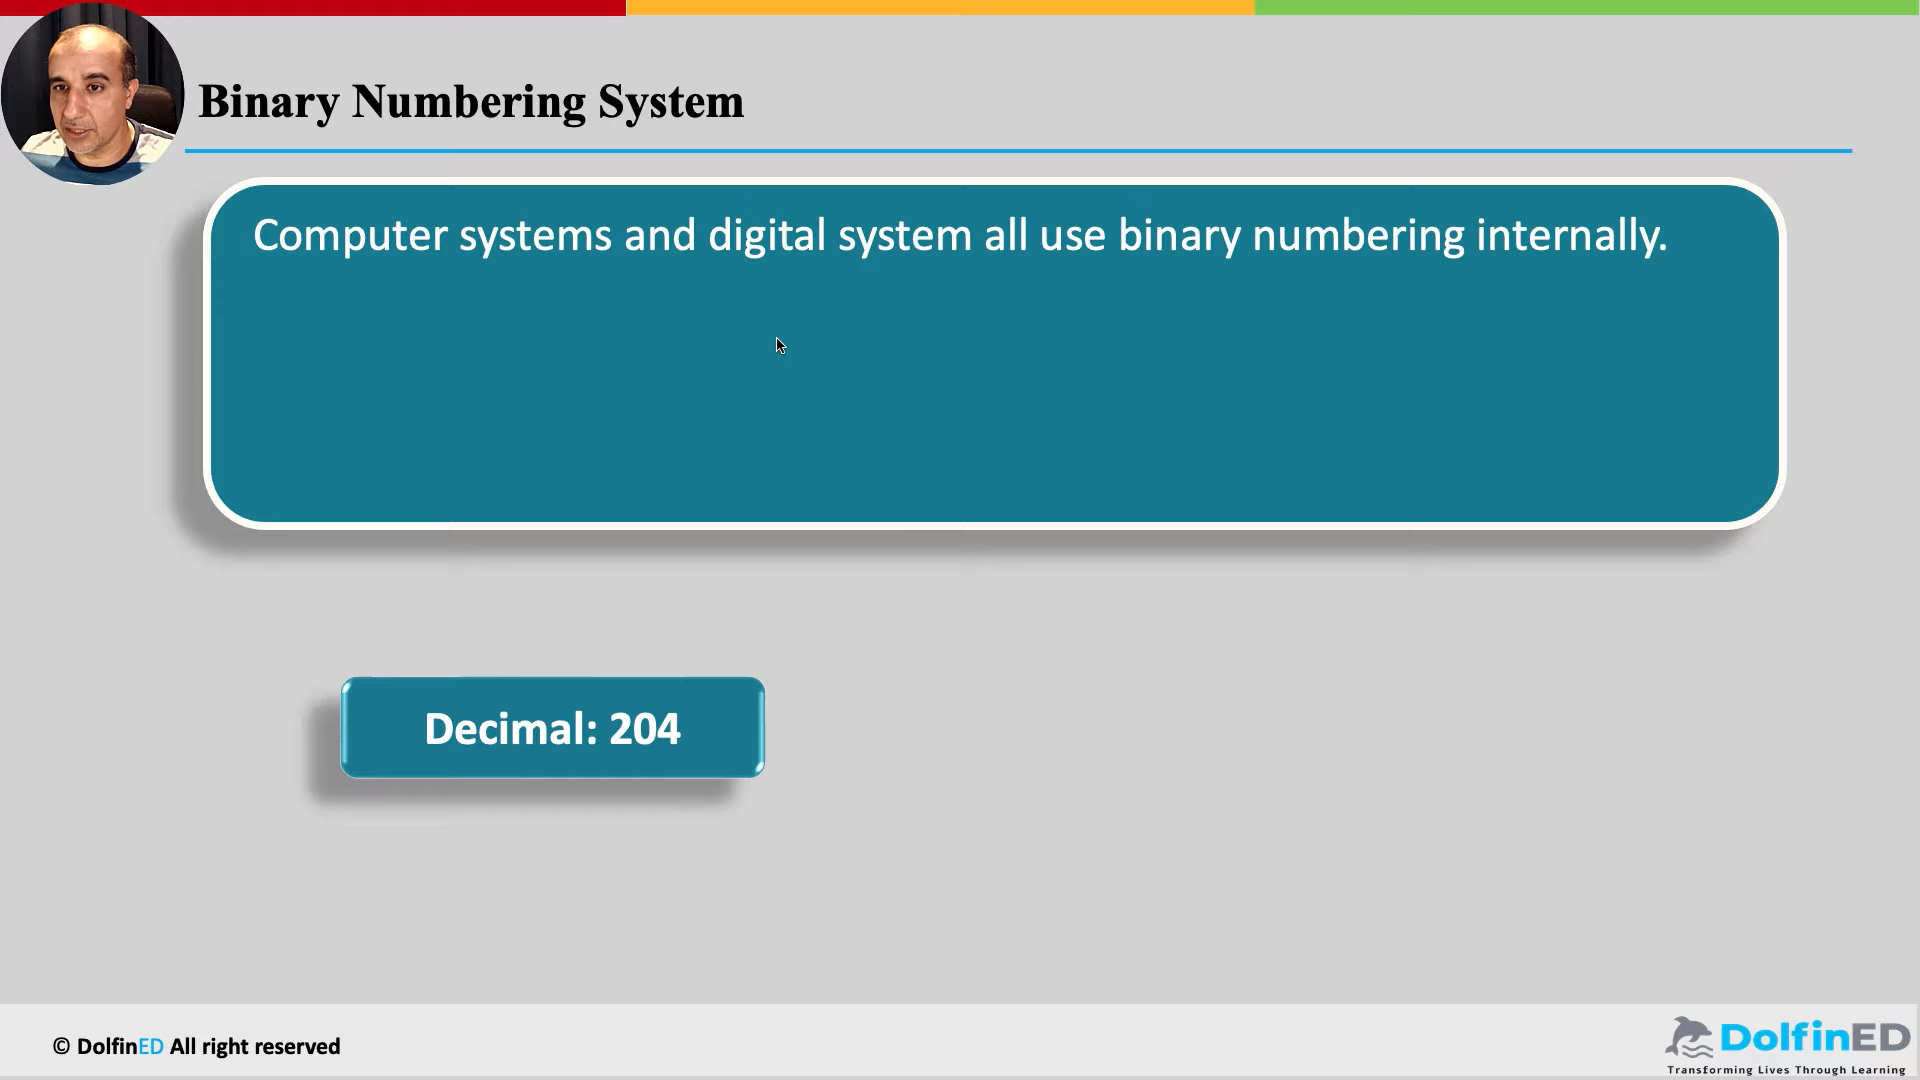 Binary Numbering System
Computer systems and digital system all use binary numbering internally.
Decimal: 204
© DolfinED All right reserved
DolfinED
Transforming Lives Through Learning